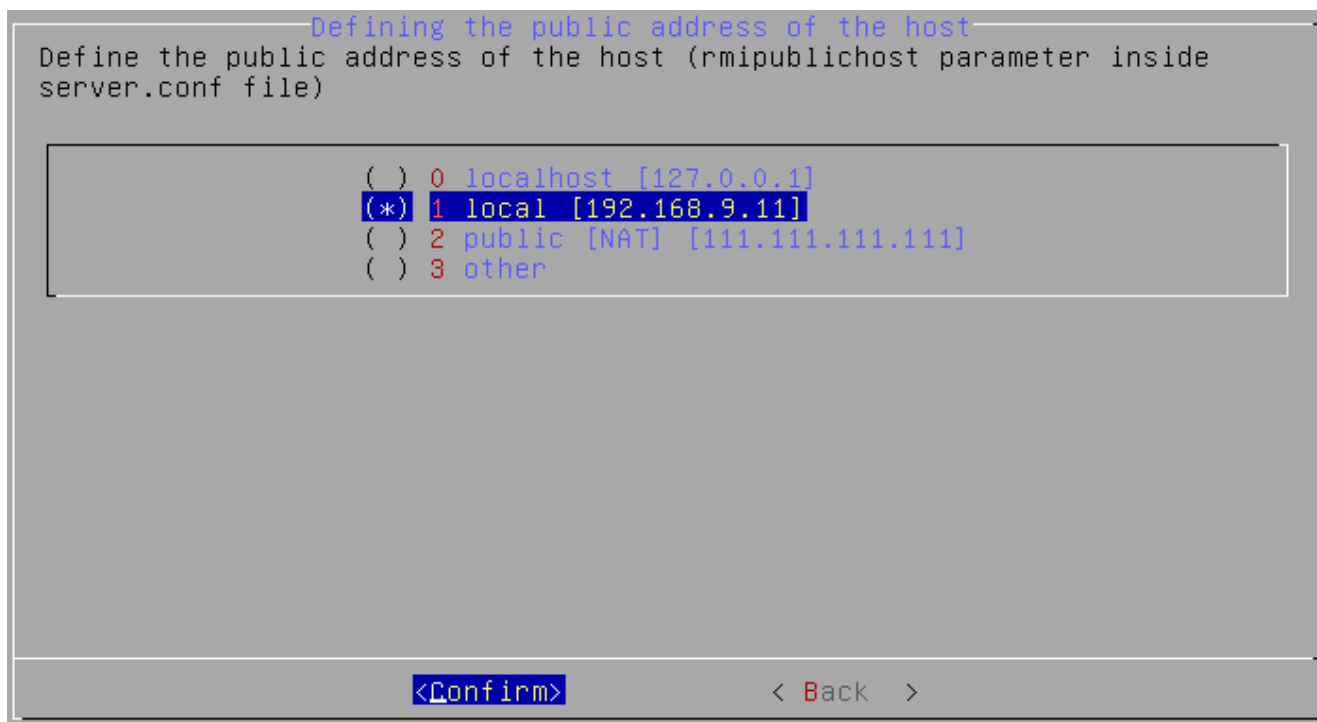 Defining the public address of the host
Define the public address of the host (rmipublichost parameter inside
server.conf file)
( ) 0 localhost [127.0.0.1]
(*) 1 local [192.168.9.11]
( ) 2 public [NAT] [111.111.111.111]
( ) 3 other
<Confirm> < Back >